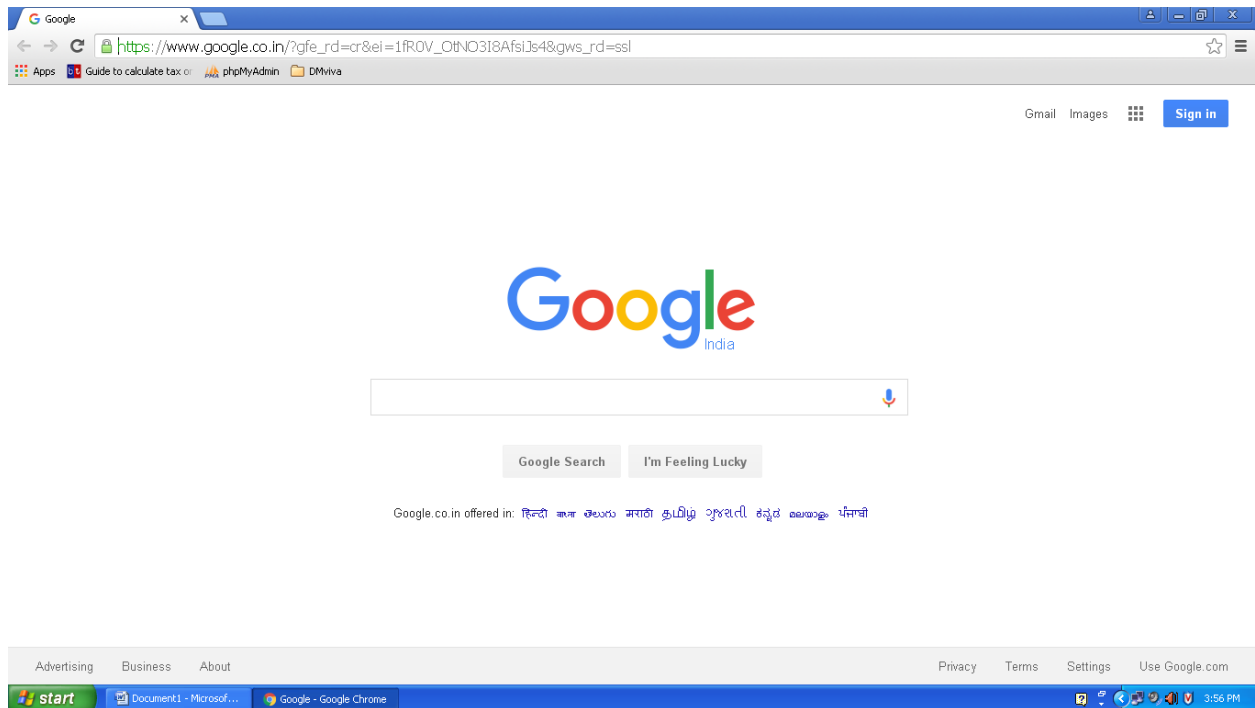 Google
https://www.google.co.in/?gfe_rd=cr&ei=1fR0V_OtNO3I8AfsiJs4&gws_rd=ssl
Apps Guide to calculate tax or phpMyAdmin DMviva
Gmail Images Sign in
Google
India
Google Search I'm Feeling Lucky
Google.co.in offered in: हिन्दी বাংলা తెలుగు मराठी தமிழ் ગુજરાતી ಕನ್ನಡ മലയാളം ਪੰਜਾਬੀ
Advertising Business About Privacy Terms Settings Use Google.com
start Document1 - Microsof... Google - Google Chrome 3:56 PM